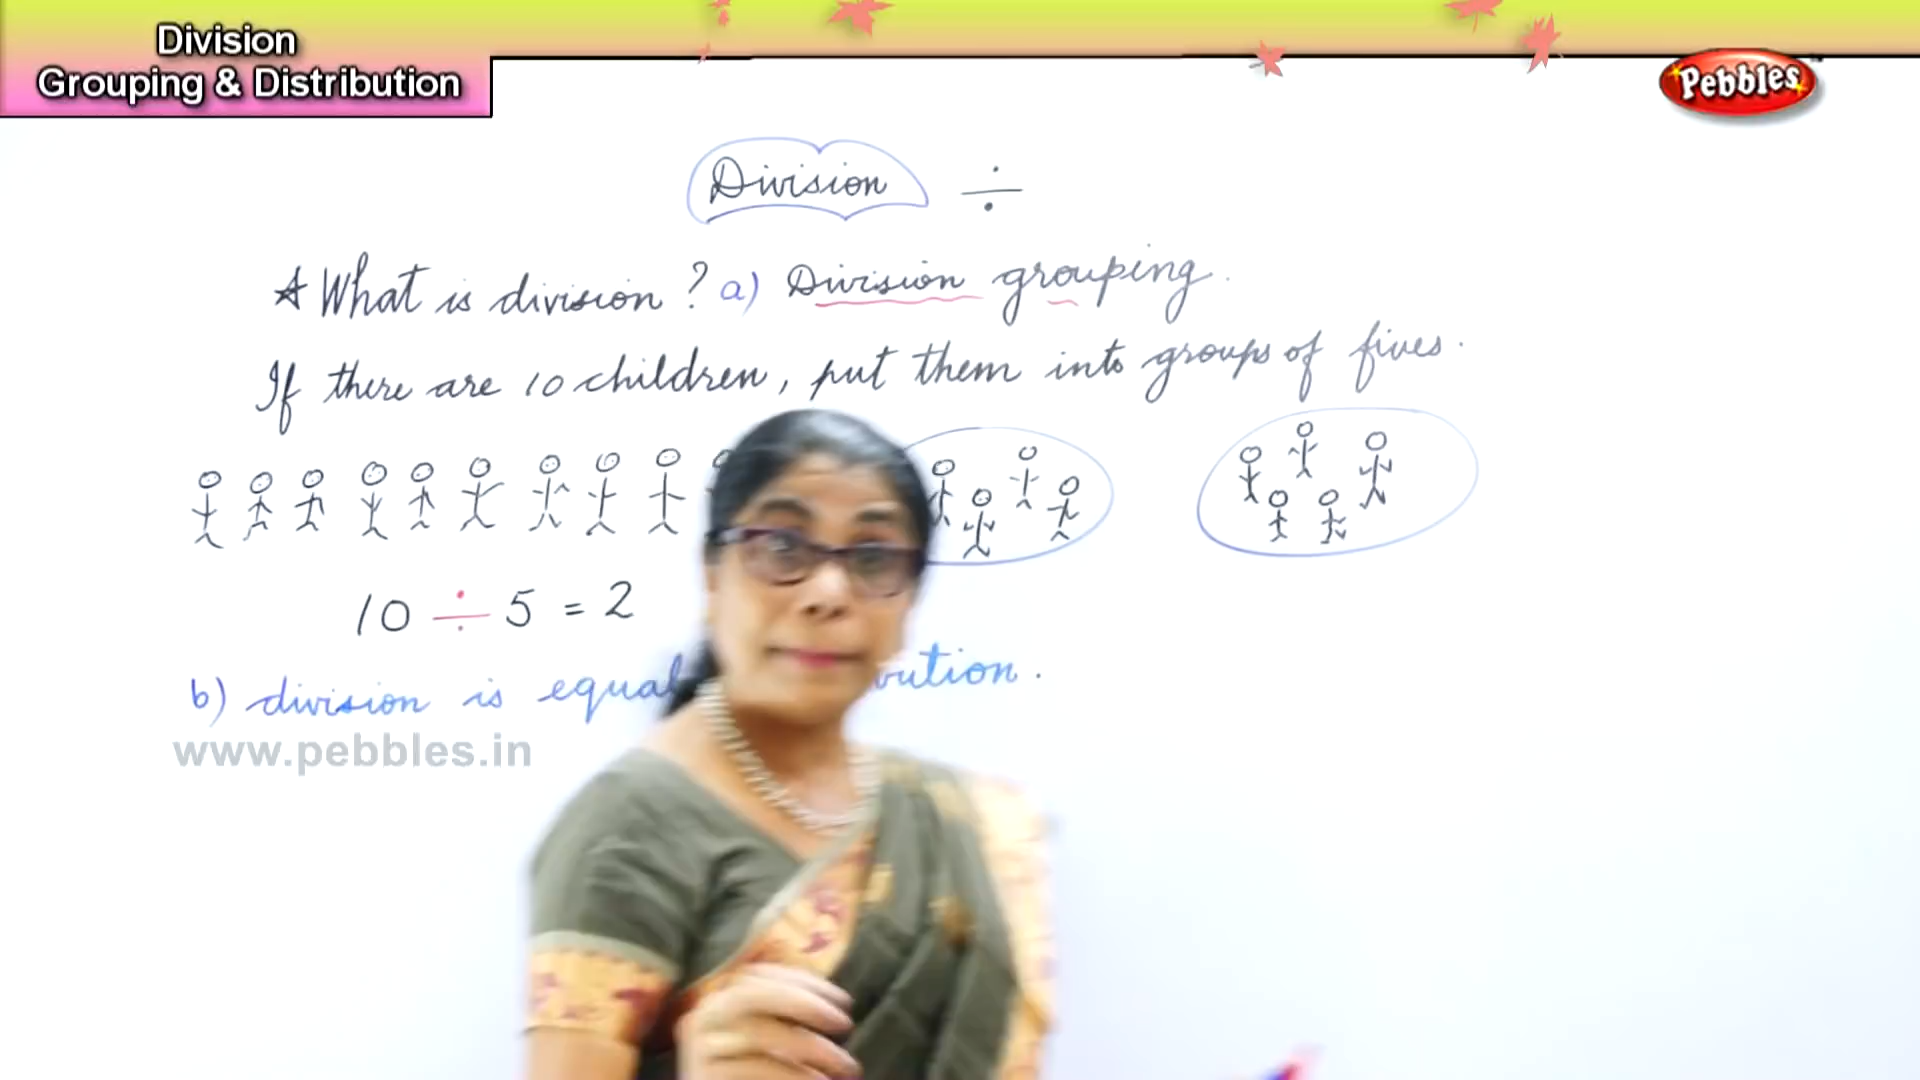 Division
Grouping & Distribution
Pebbles
Division ÷
What is division? a) Division grouping.
If there are 10 children, put them into groups of fives.
10 ÷ 5 = 2
b) division is equal
www.pebbles.in